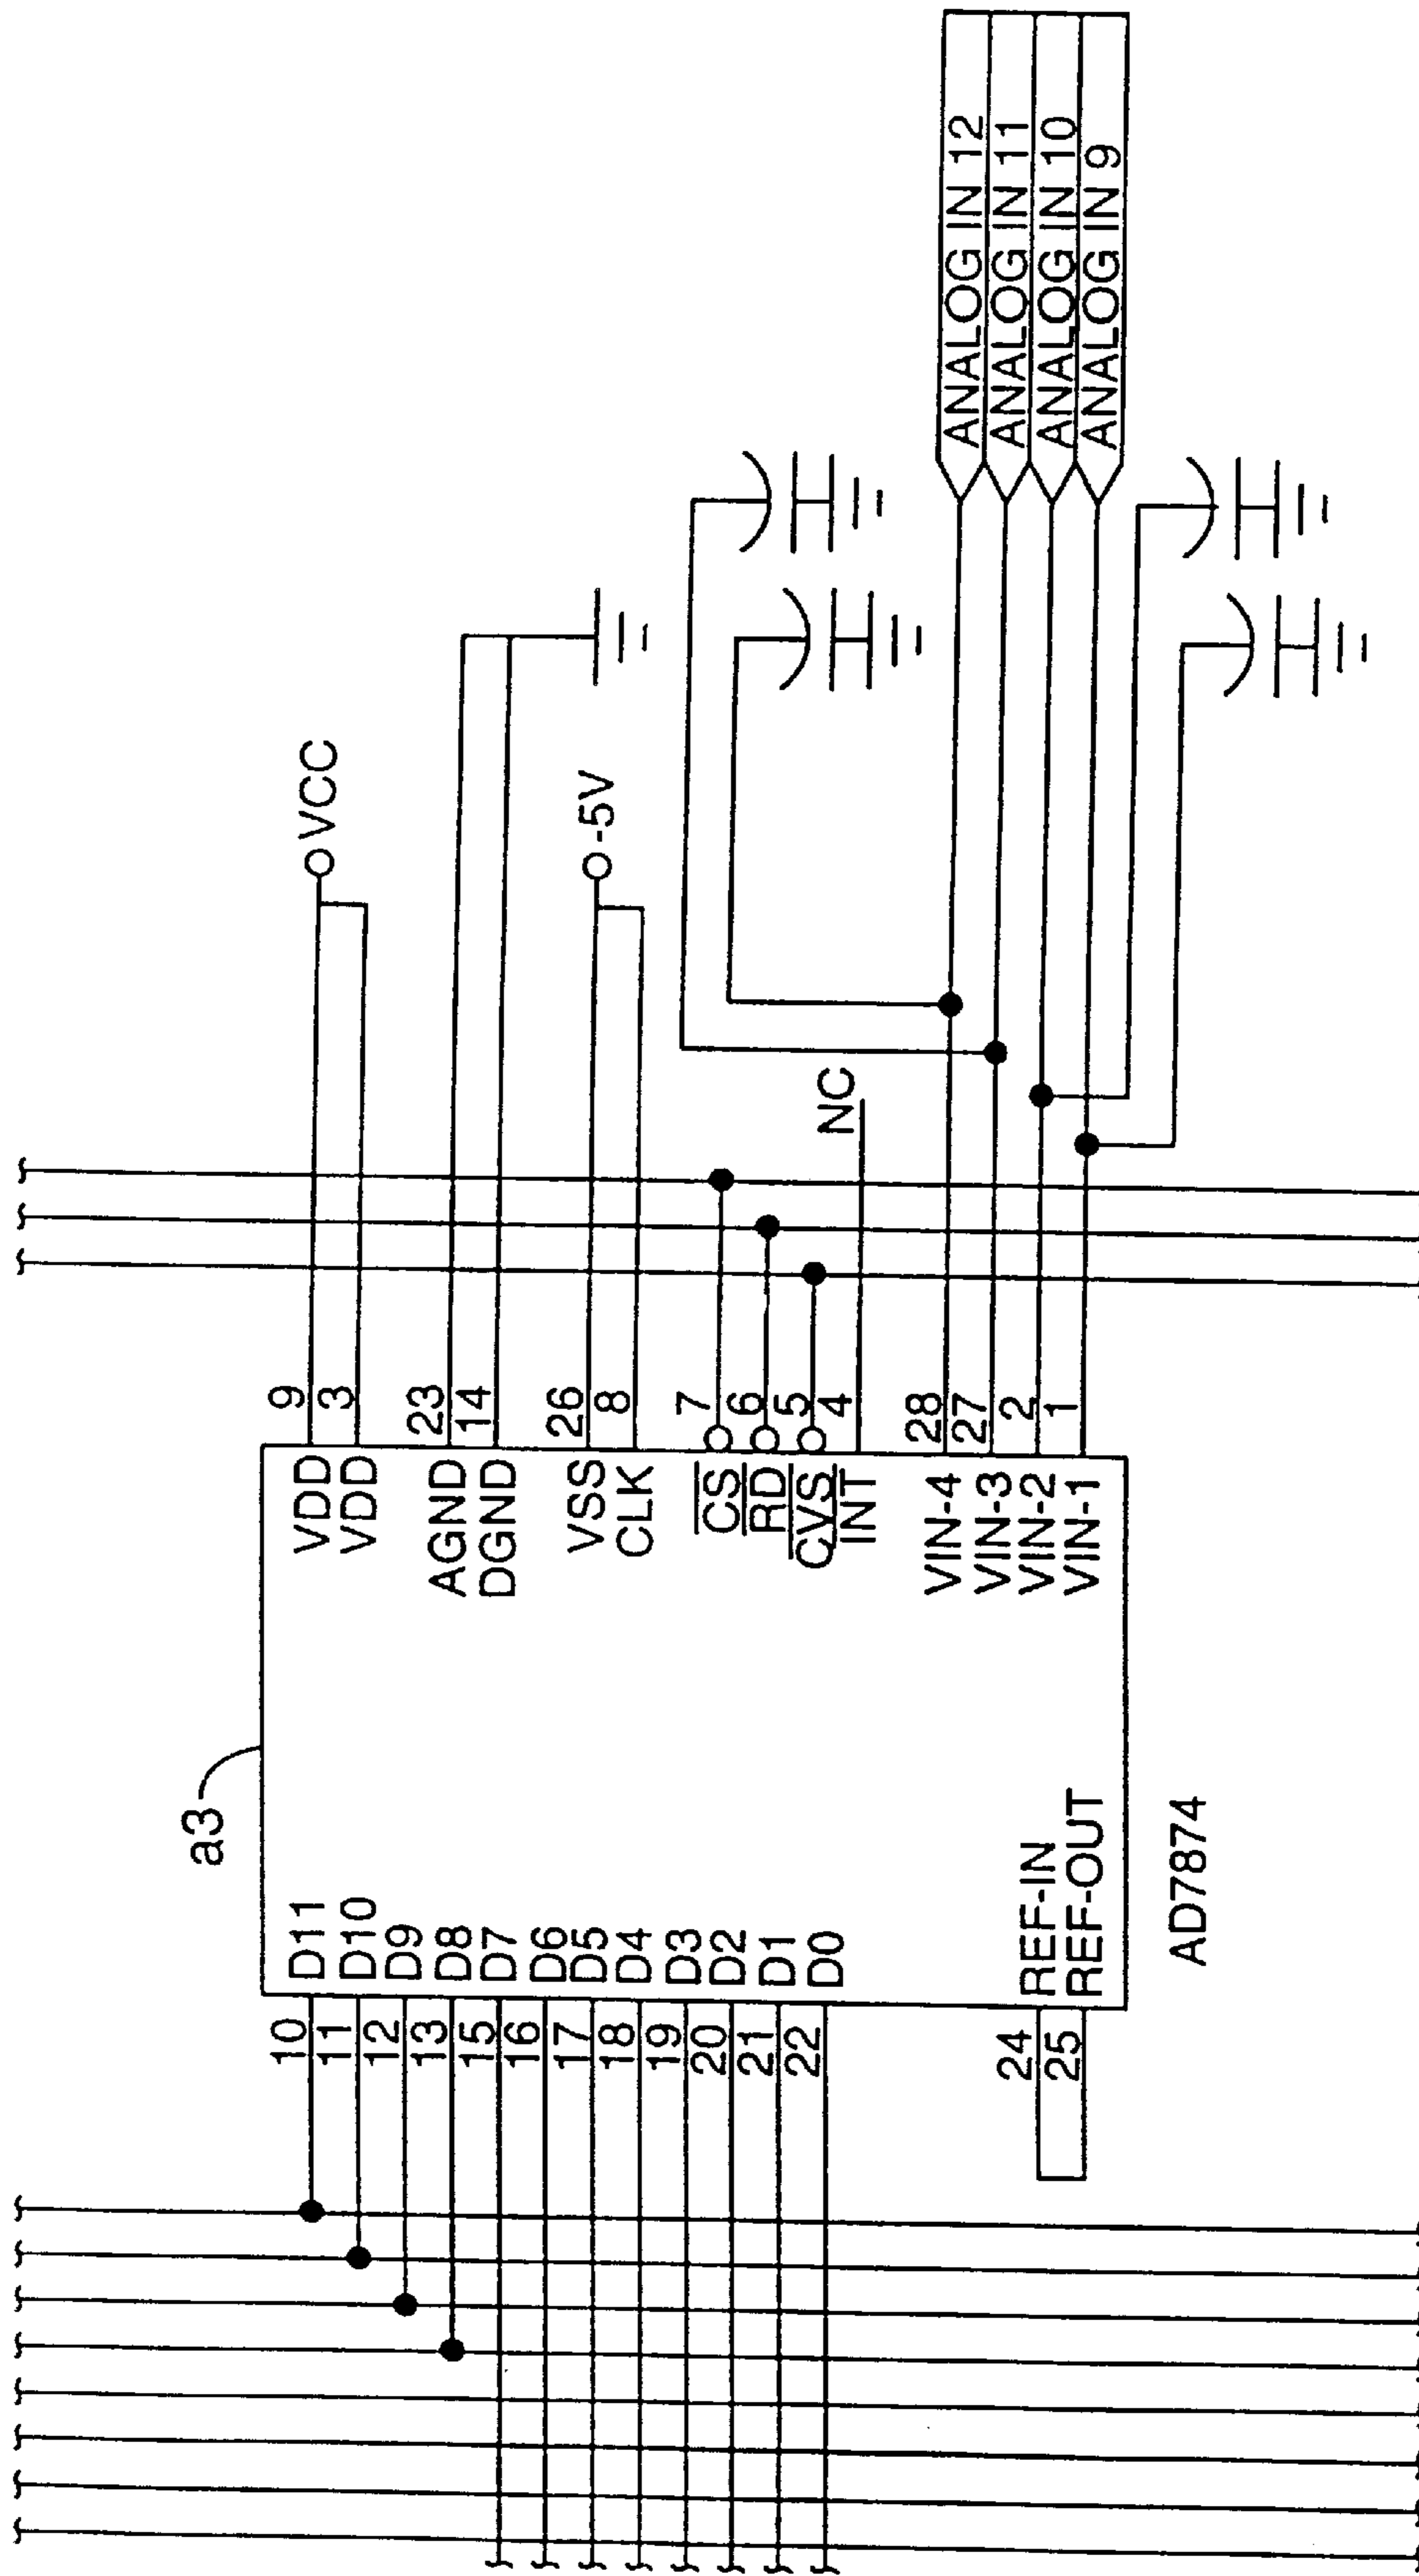 a3
10 D11
11 D10
12 D9
13 D8
15 D7
16 D6
17 D5
18 D4
19 D3
20 D2
21 D1
22 D0
24 REF-IN
25 REF-OUT
VDD 9
VDD 3
VCC
AGND 23
DGND 14
VSS 26
CLK 8
-5V
CS 7
RD 6
CVS 5
INT 4
NC
VIN-4 28
VIN-3 27
VIN-2 2
VIN-1 1
ANALOG IN 12
ANALOG IN 11
ANALOG IN 10
ANALOG IN 9
AD7874